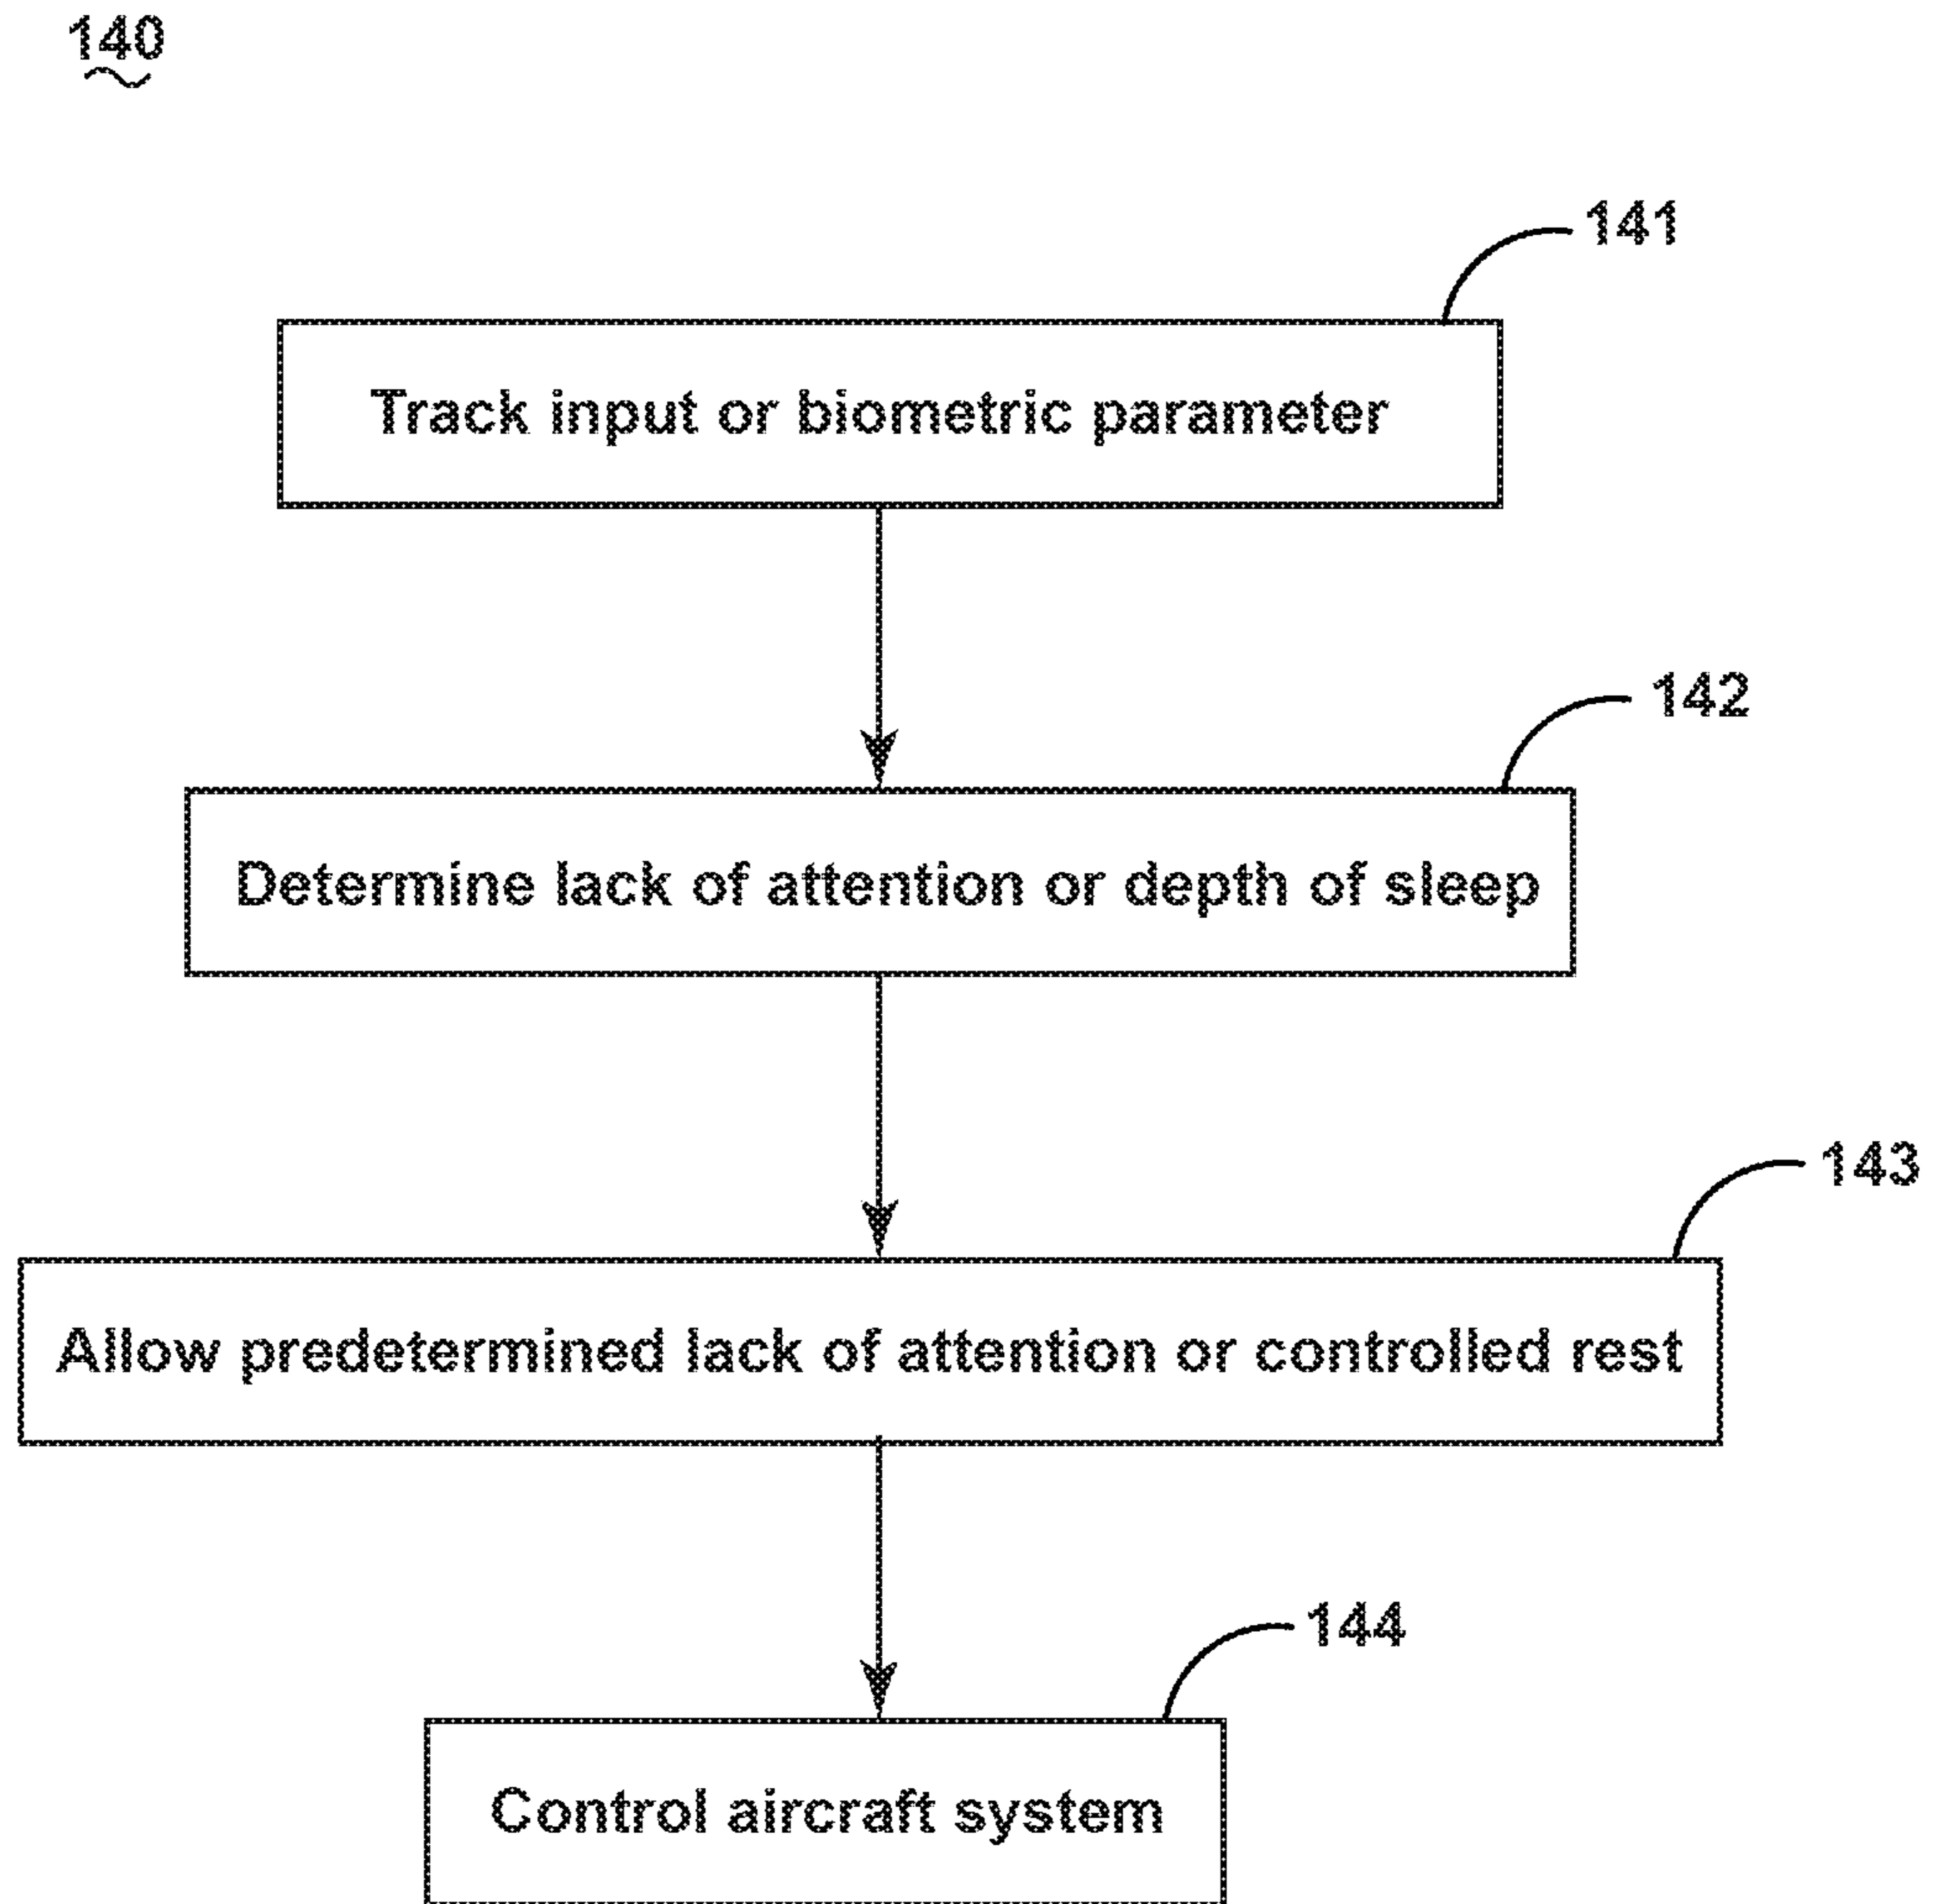 140
141
Track input or biometric parameter
142
Determine lack of attention or depth of sleep
143
Allow predetermined lack of attention or controlled rest
144
Control aircraft system